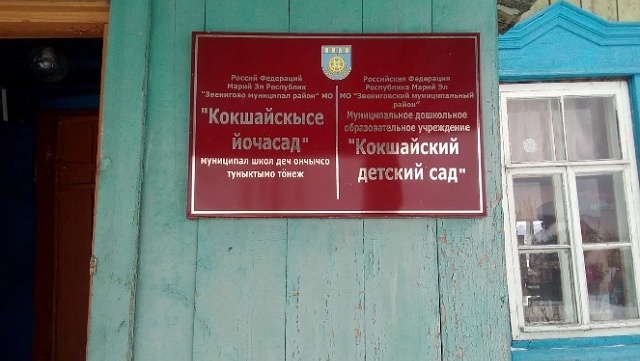 Россий Федераций
Марий Эл Республик
"Звенигово муниципал район" МО
"Кокшайскысе
йочасад"
муниципал школ деч ончычсо
туныктымо тӧнеж
Российская Федерация
Республика Марий Эл
МО "Звениговский муниципальный
район"
Муниципальное дошкольное
образовательное учреждение
"Кокшайский
детский сад"